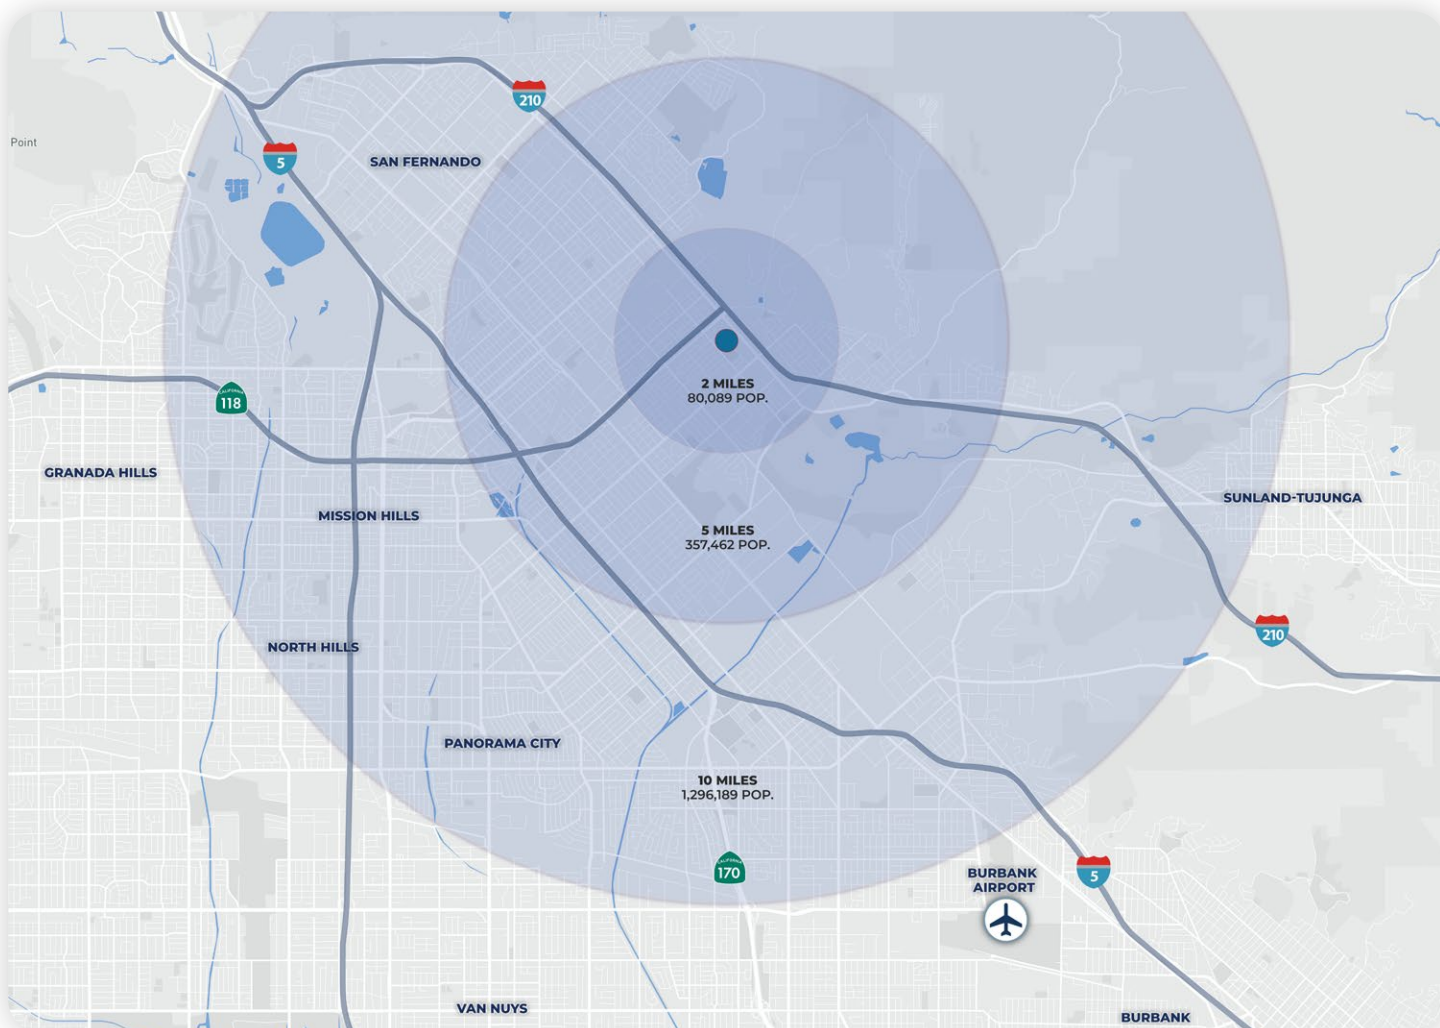 210
Point
5
SAN FERNANDO
2 MILES
80,089 POP.
CALIFORNIA
118
GRANADA HILLS
SUNLAND-TUJUNGA
MISSION HILLS
5 MILES
357,462 POP.
210
NORTH HILLS
PANORAMA CITY
10 MILES
1,296,189 POP.
CALIFORNIA
170
5
BURBANK
AIRPORT
VAN NUYS
BURBANK